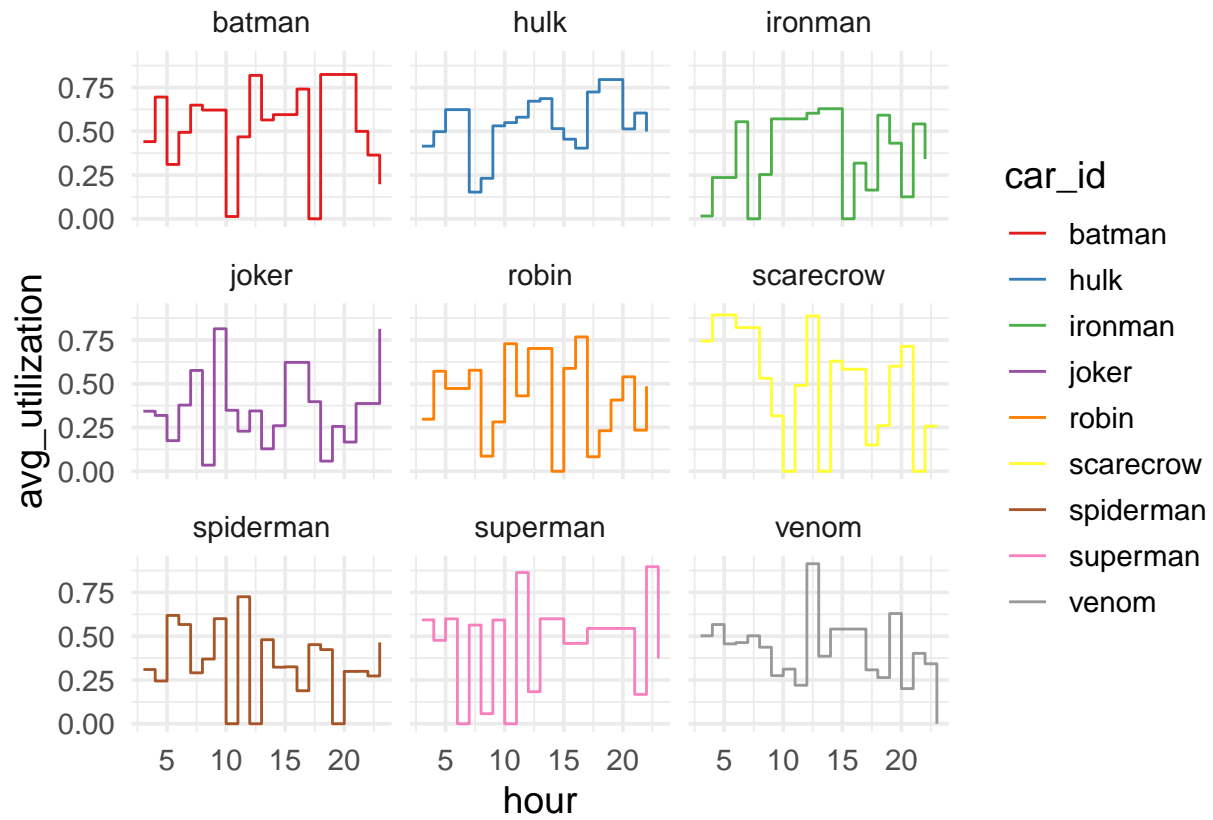 batman hulk ironman
0.75
0.50
0.25
0.00
joker robin scarecrow
0.75
0.50
0.25
0.00
spiderman superman venom
0.75
0.50
0.25
0.00
5 10 15 20 5 10 15 20 5 10 15 20
hour
avg_utilization
car_id
batman
hulk
ironman
joker
robin
scarecrow
spiderman
superman
venom